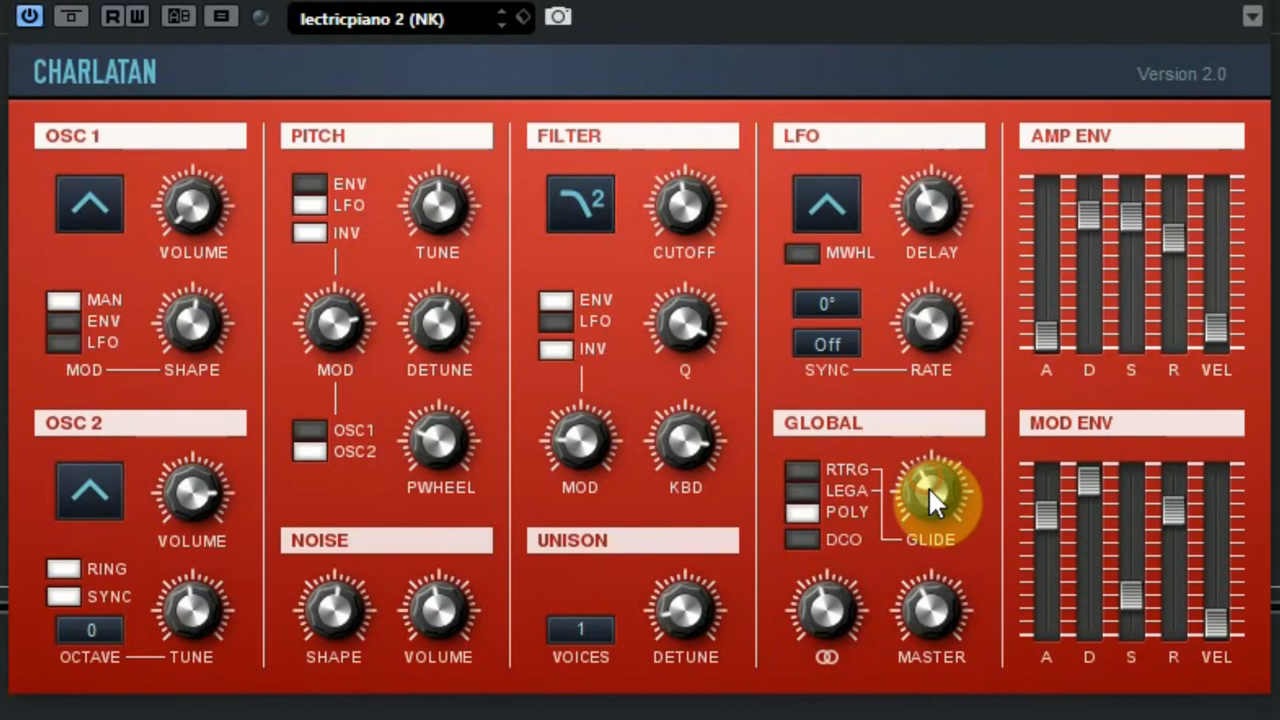 R W A B
lectricpiano 2 (NK)
CHARLATAN
Version 2.0
OSC 1
VOLUME
MAN
ENV
LFO
MOD
SHAPE
OSC 2
VOLUME
RING
SYNC
0
OCTAVE
TUNE
PITCH
ENV
LFO
INV
TUNE
MOD
DETUNE
OSC1
OSC2
PWHEEL
NOISE
SHAPE
VOLUME
FILTER
2
CUTOFF
ENV
LFO
INV
Q
MOD
KBD
UNISON
1
VOICES
DETUNE
LFO
MWHL
DELAY
0°
Off
SYNC
RATE
GLOBAL
RTRG
LEGA
POLY
DCO
GLIDE
MASTER
AMP ENV
A D S R VEL
MOD ENV
A D S R VEL